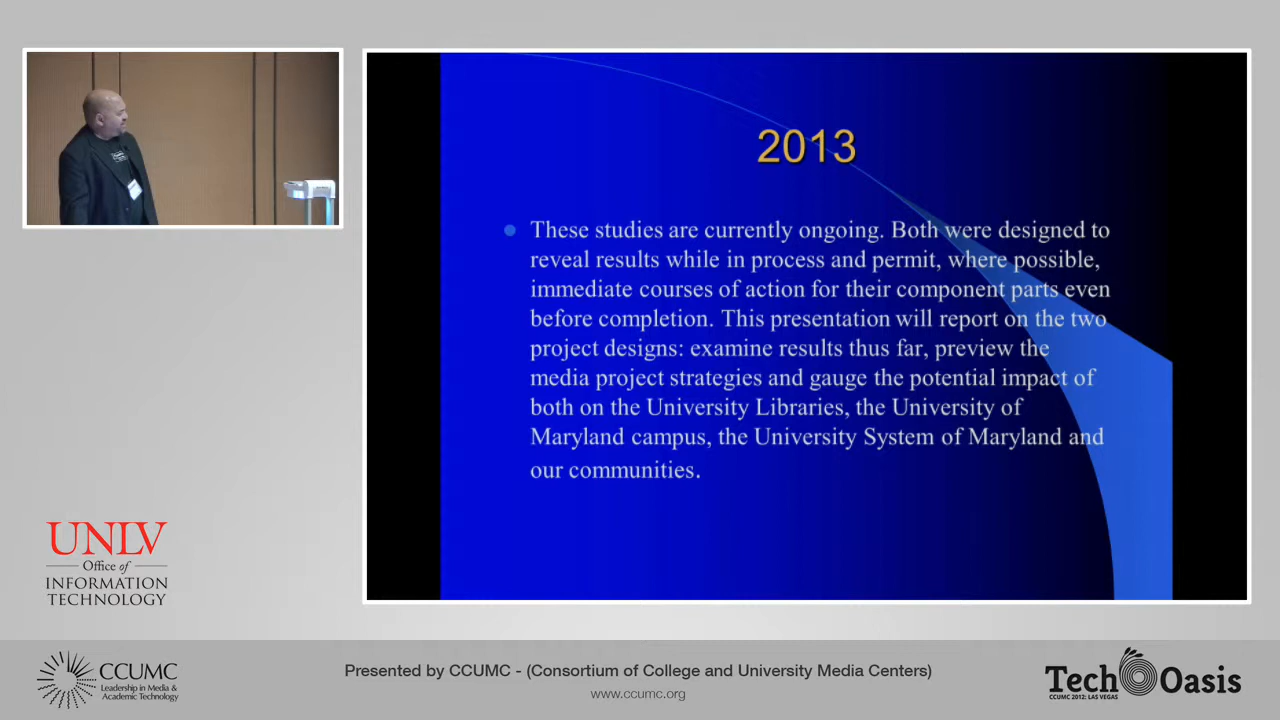 2013
These studies are currently ongoing. Both were designed to
reveal results while in process and permit, where possible,
immediate courses of action for their component parts even
before completion. This presentation will report on the two
project designs: examine results thus far, preview the
media project strategies and gauge the potential impact of
both on the University Libraries, the University of
Maryland campus, the University System of Maryland and
our communities.
UNLV
Office of
INFORMATION
TECHNOLOGY
CCUMC
Leadership in Media &
Academic Technology
Presented by CCUMC - (Consortium of College and University Media Centers)
www.ccumc.org
Tech Oasis
CCUMC 2012: LAS VEGAS